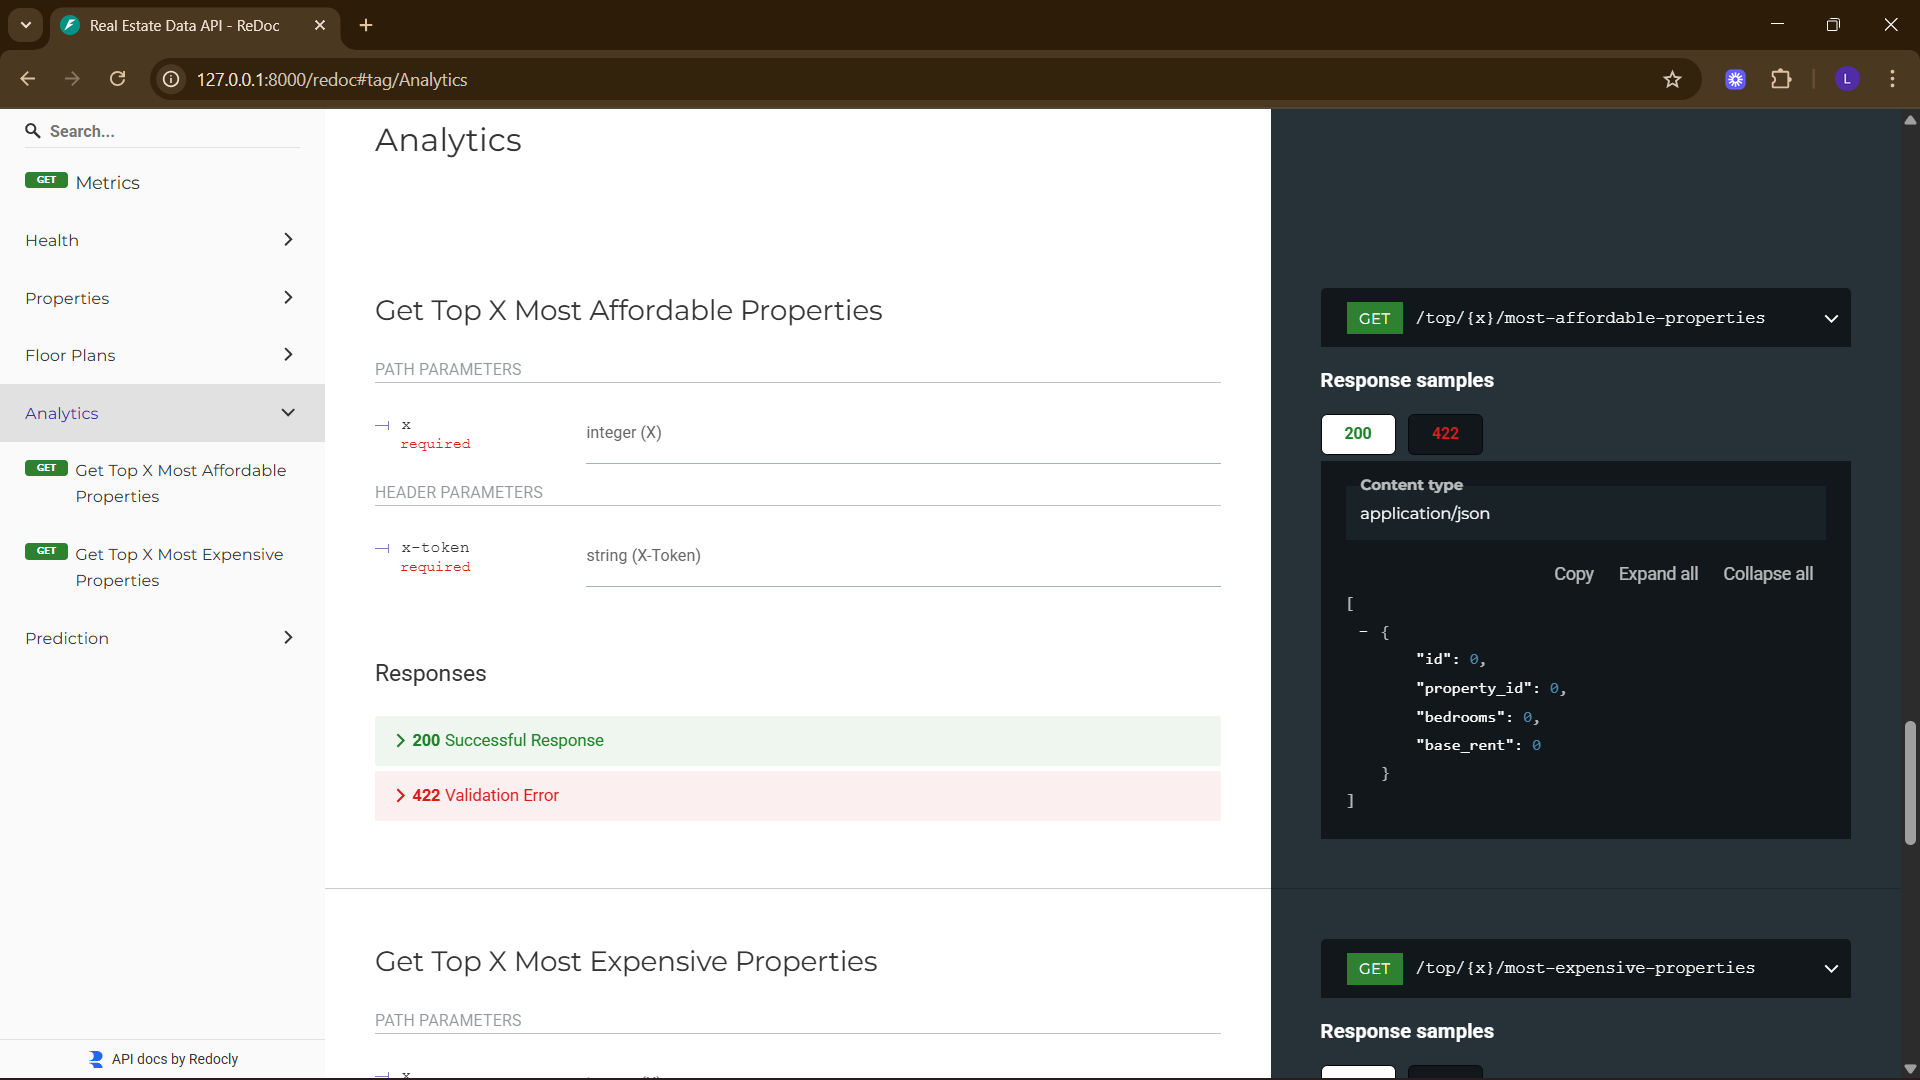 Real Estate Data API - ReDoc
127.0.0.1:8000/redoc#tag/Analytics
L
Search...
GET Metrics
Health
Properties
Floor Plans
Analytics
GET Get Top X Most Affordable
Properties
GET Get Top X Most Expensive
Properties
Prediction
API docs by Redocly
Analytics
Get Top X Most Affordable Properties
PATH PARAMETERS
x
required
integer (X)
HEADER PARAMETERS
x-token
required
string (X-Token)
Responses
200 Successful Response
422 Validation Error
Get Top X Most Expensive Properties
PATH PARAMETERS
x
GET /top/{x}/most-affordable-properties
Response samples
200 422
Content type
application/json
Copy Expand all Collapse all
[
- {
"id": 0,
"property_id": 0,
"bedrooms": 0,
"base_rent": 0
}
]
GET /top/{x}/most-expensive-properties
Response samples